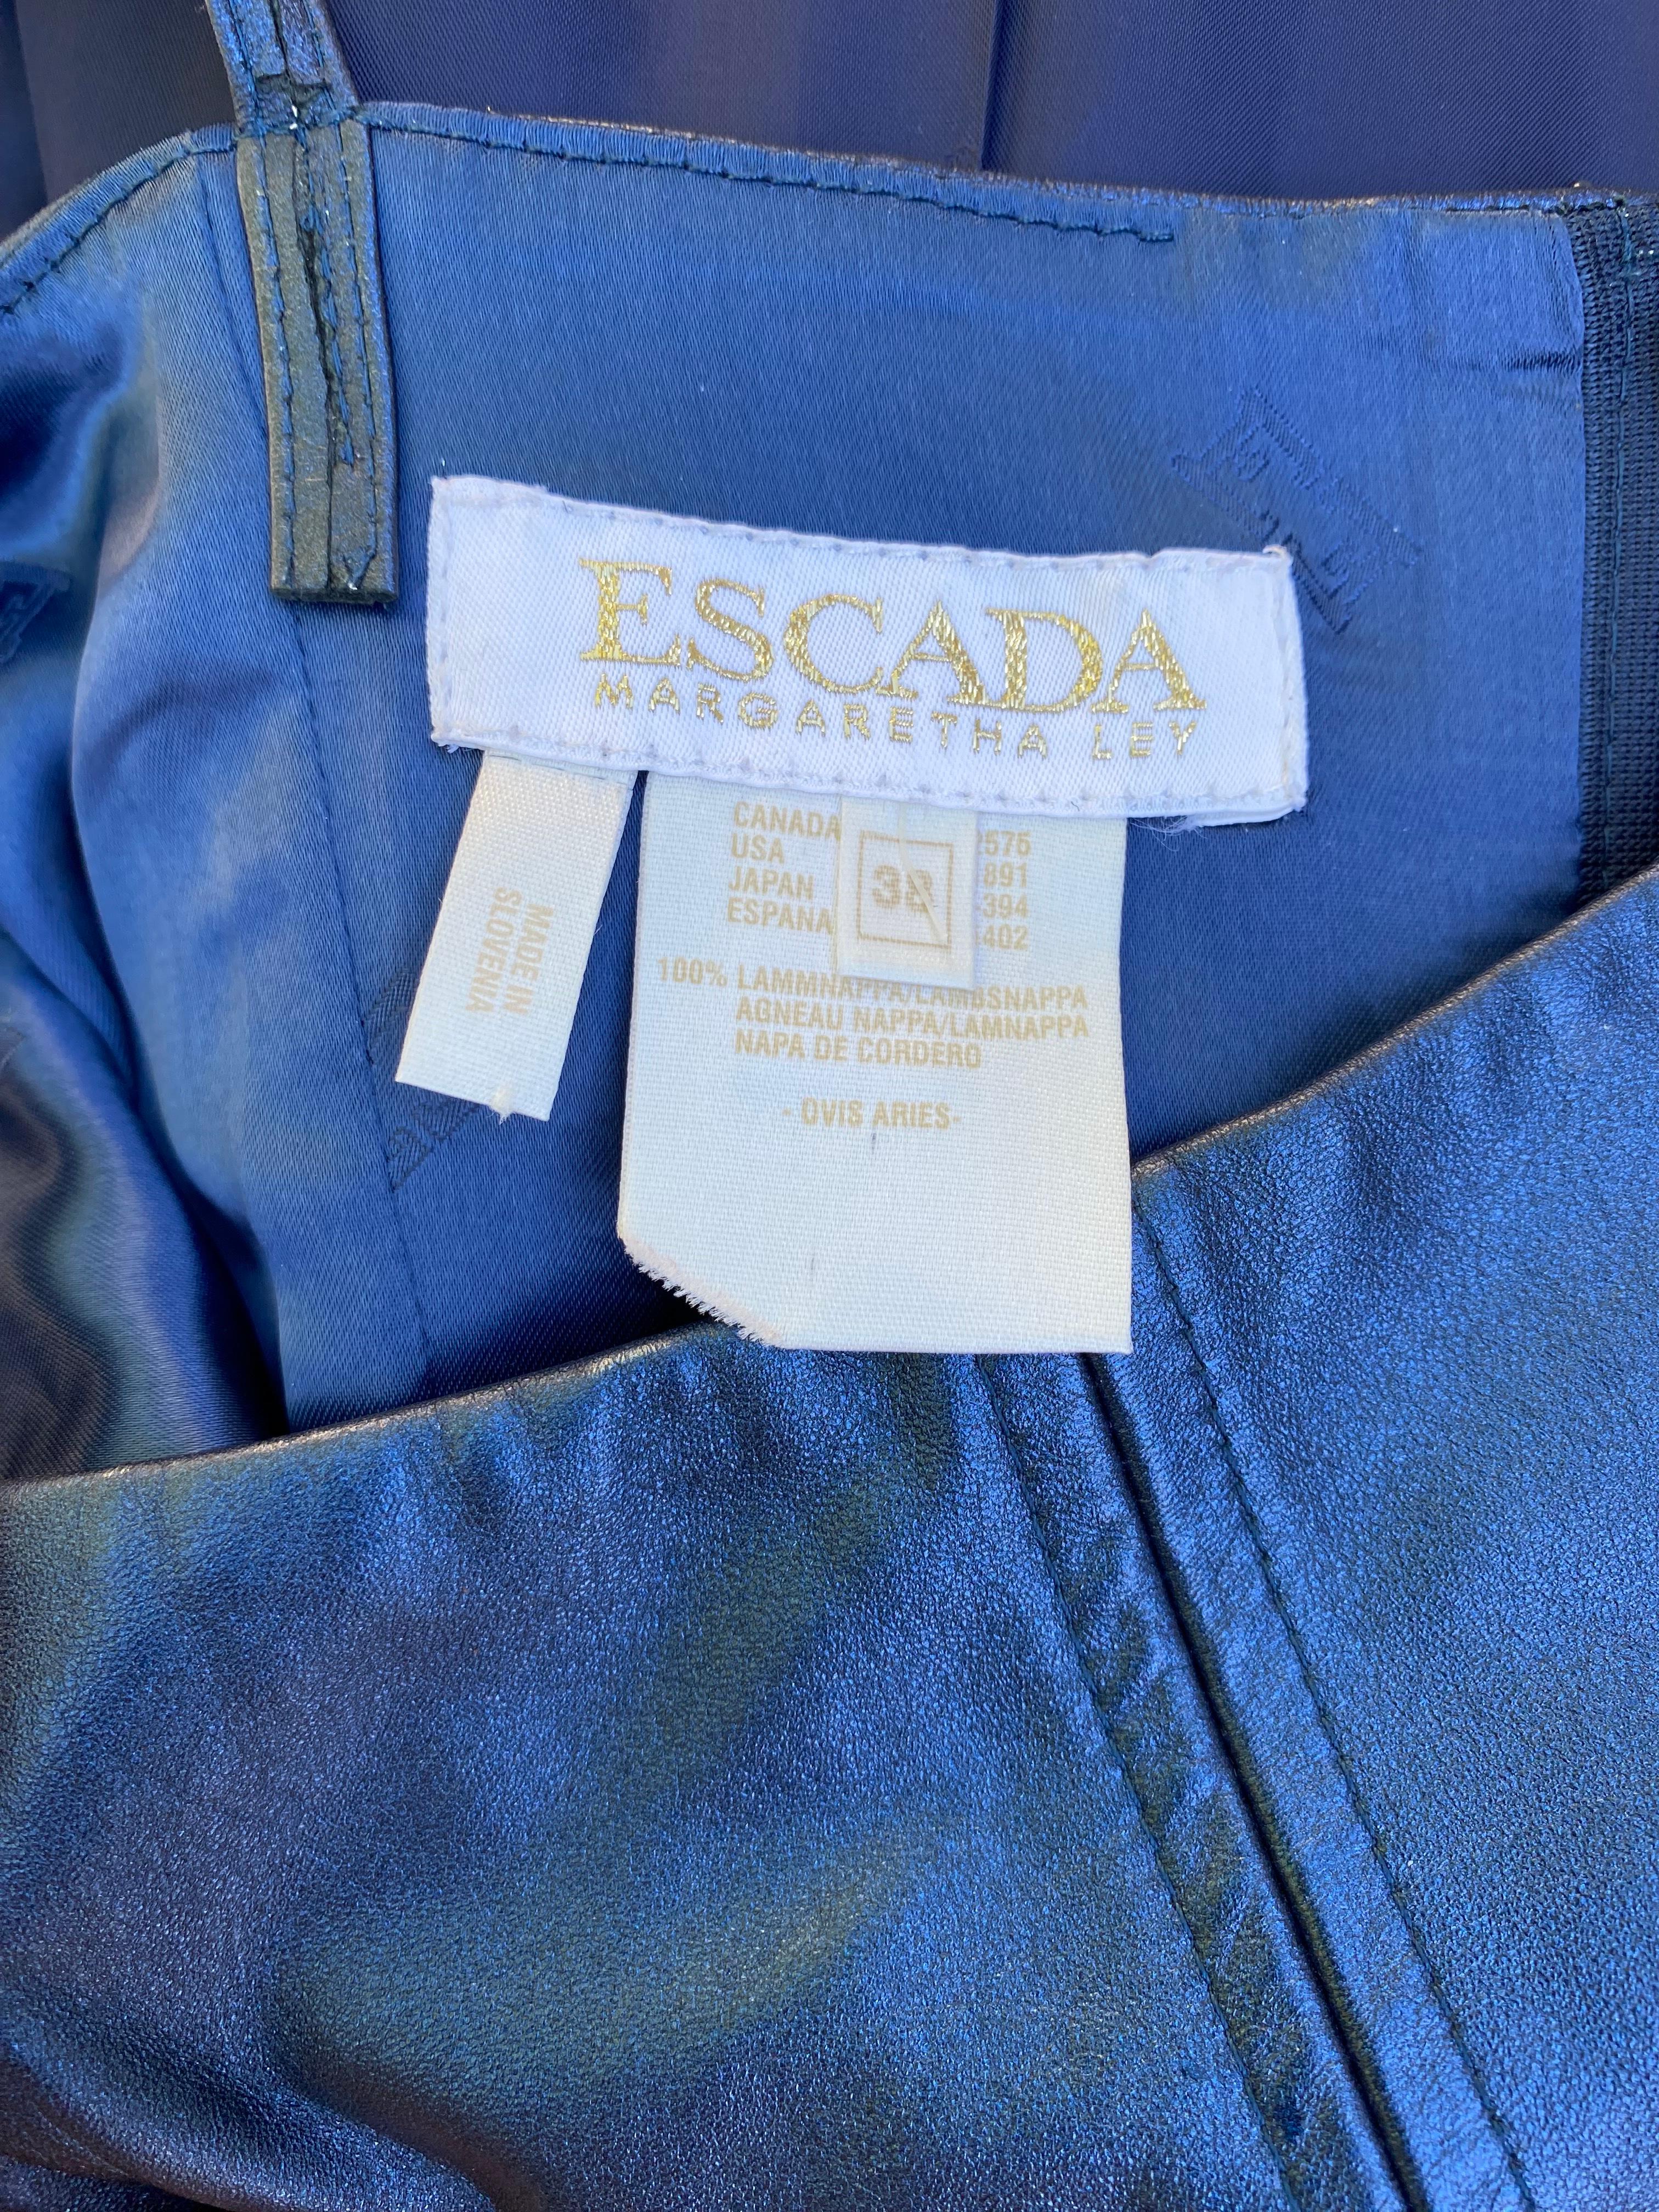 ESCADA
MARGARETHA LEY
MADE IN
SLOVENIA
CANADA 575
USA 891
JAPAN 394
ESPANA 402
38
100% LAMMNAPPA/LAMBSNAPPA
AGNEAU NAPPA/LAMNAPPA
NAPA DE CORDERO
- OVIS ARIES-